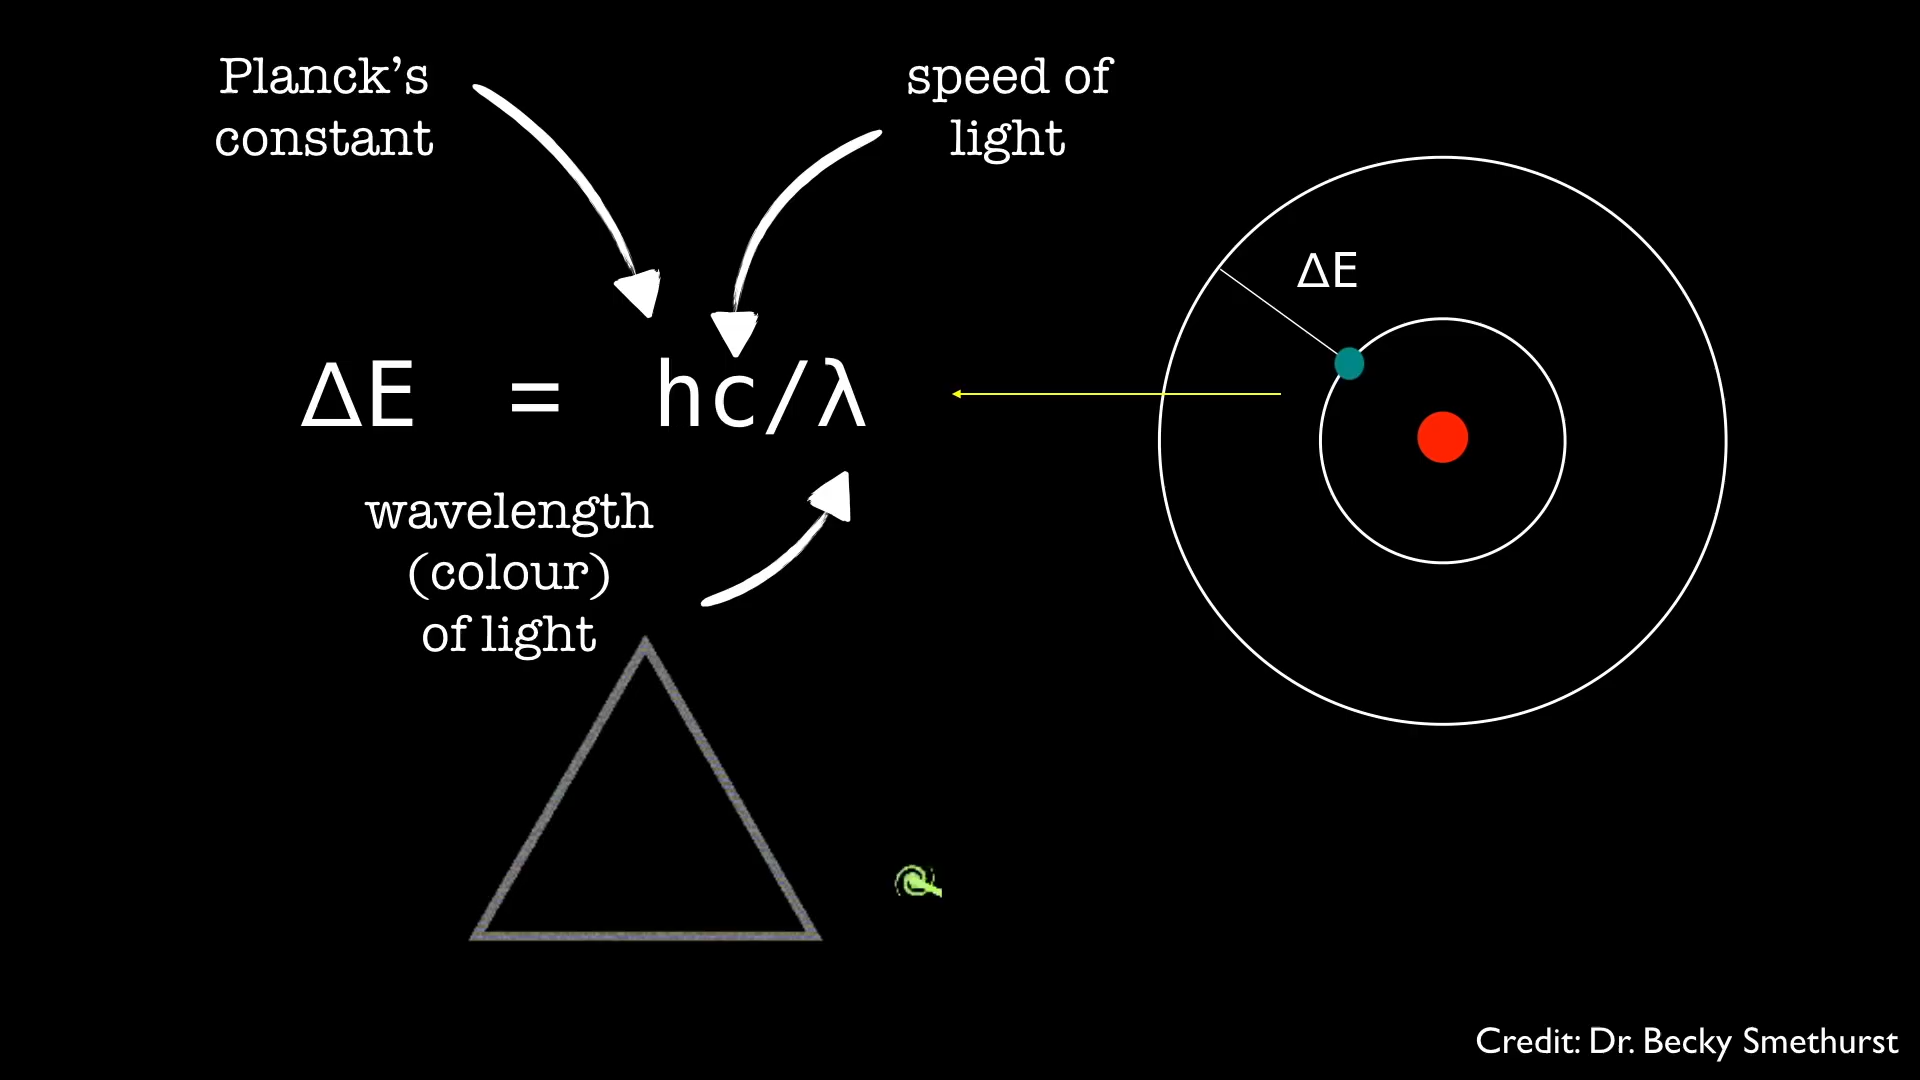 Planck’s
constant
speed of
light
ΔE
ΔE = hc/λ
wavelength
(colour)
of light
Credit: Dr. Becky Smethurst